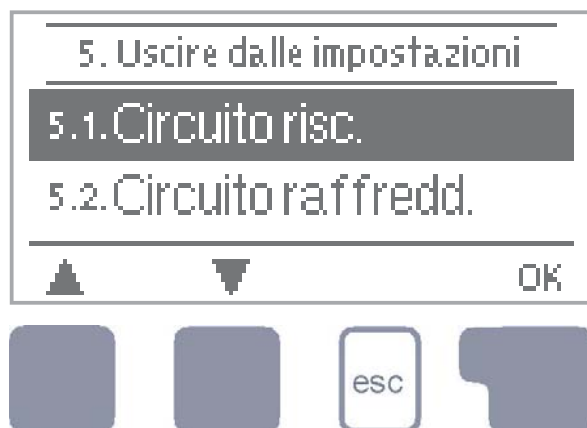 5. Uscire dalle impostazioni
5.1.Circuito risc.
5.2.Circuito raffredd.
OK
esc